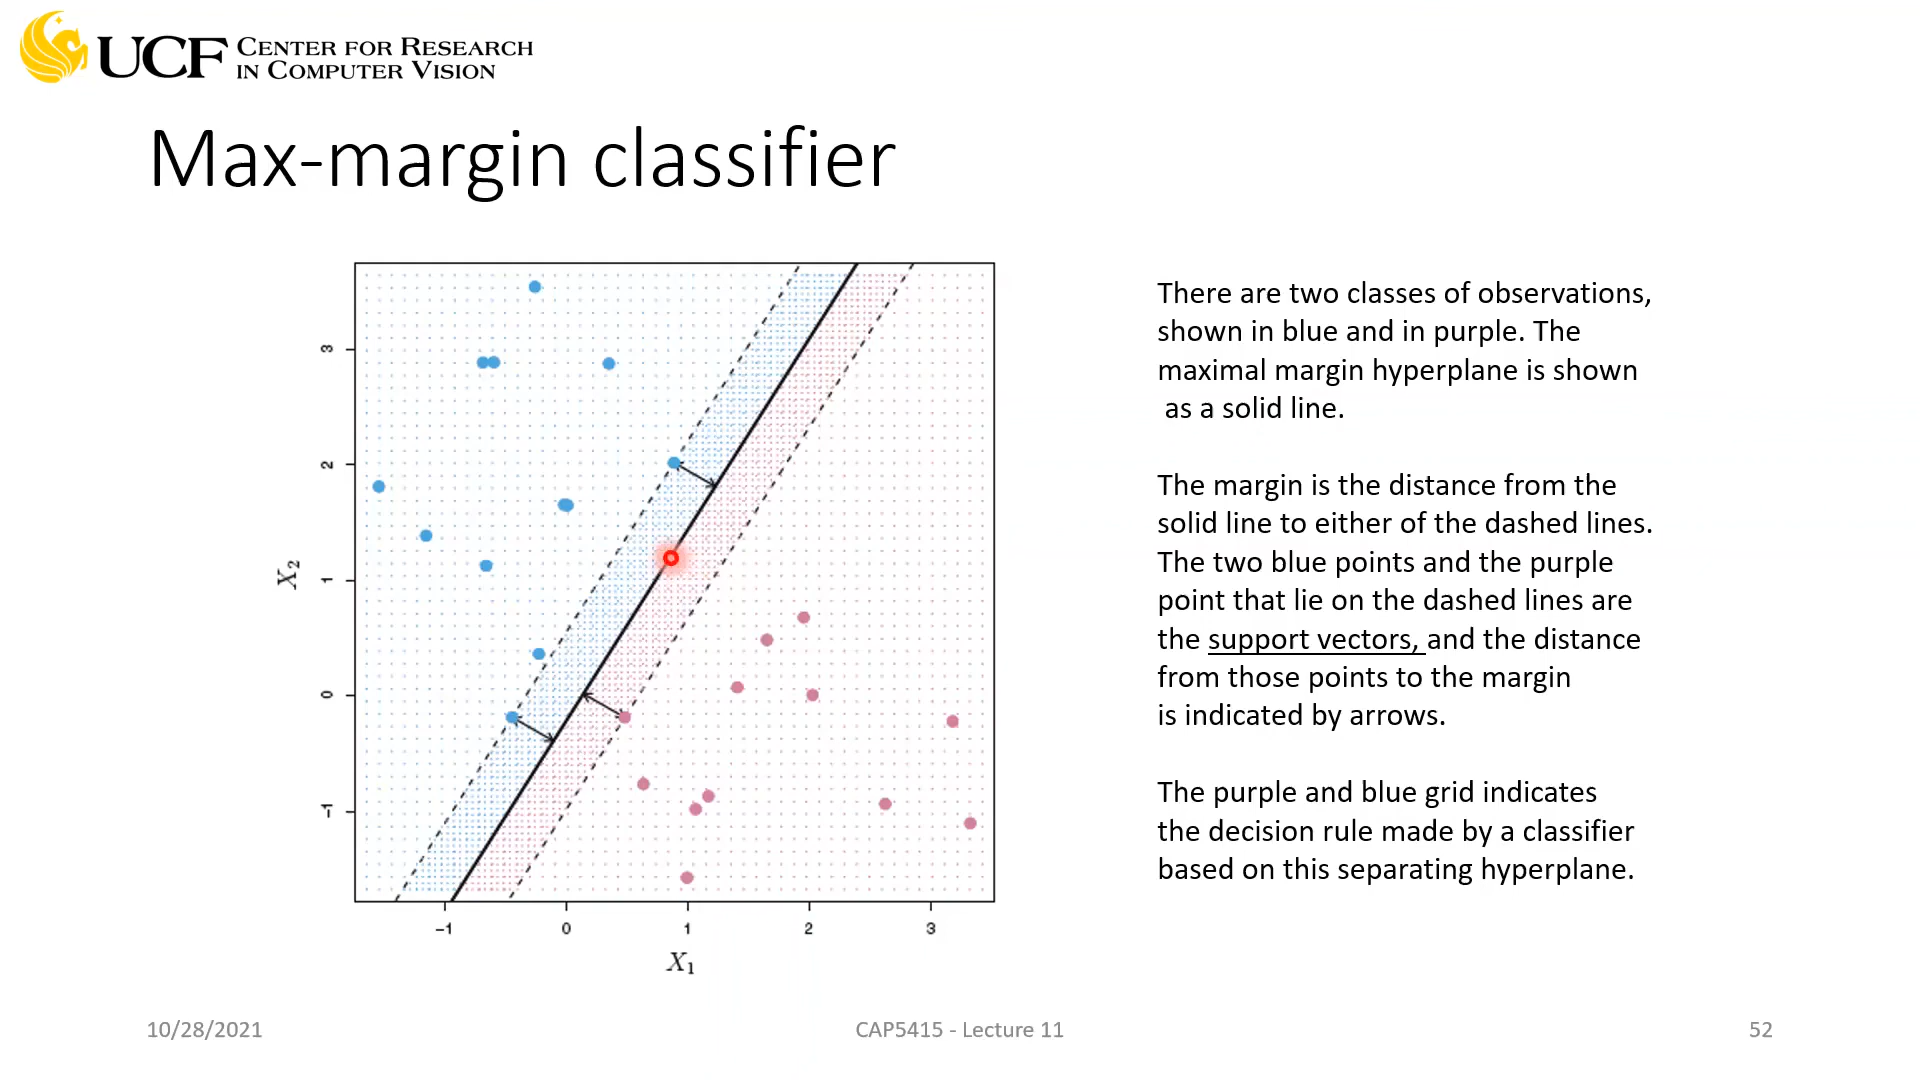 UCF CENTER FOR RESEARCH
IN COMPUTER VISION
Max-margin classifier
3
2
1
0
-1
X2
−1
0
1
2
3
X1
There are two classes of observations,
shown in blue and in purple. The
maximal margin hyperplane is shown
as a solid line.
The margin is the distance from the
solid line to either of the dashed lines.
The two blue points and the purple
point that lie on the dashed lines are
the support vectors, and the distance
from those points to the margin
is indicated by arrows.
The purple and blue grid indicates
the decision rule made by a classifier
based on this separating hyperplane.
10/28/2021
CAP5415 - Lecture 11
52